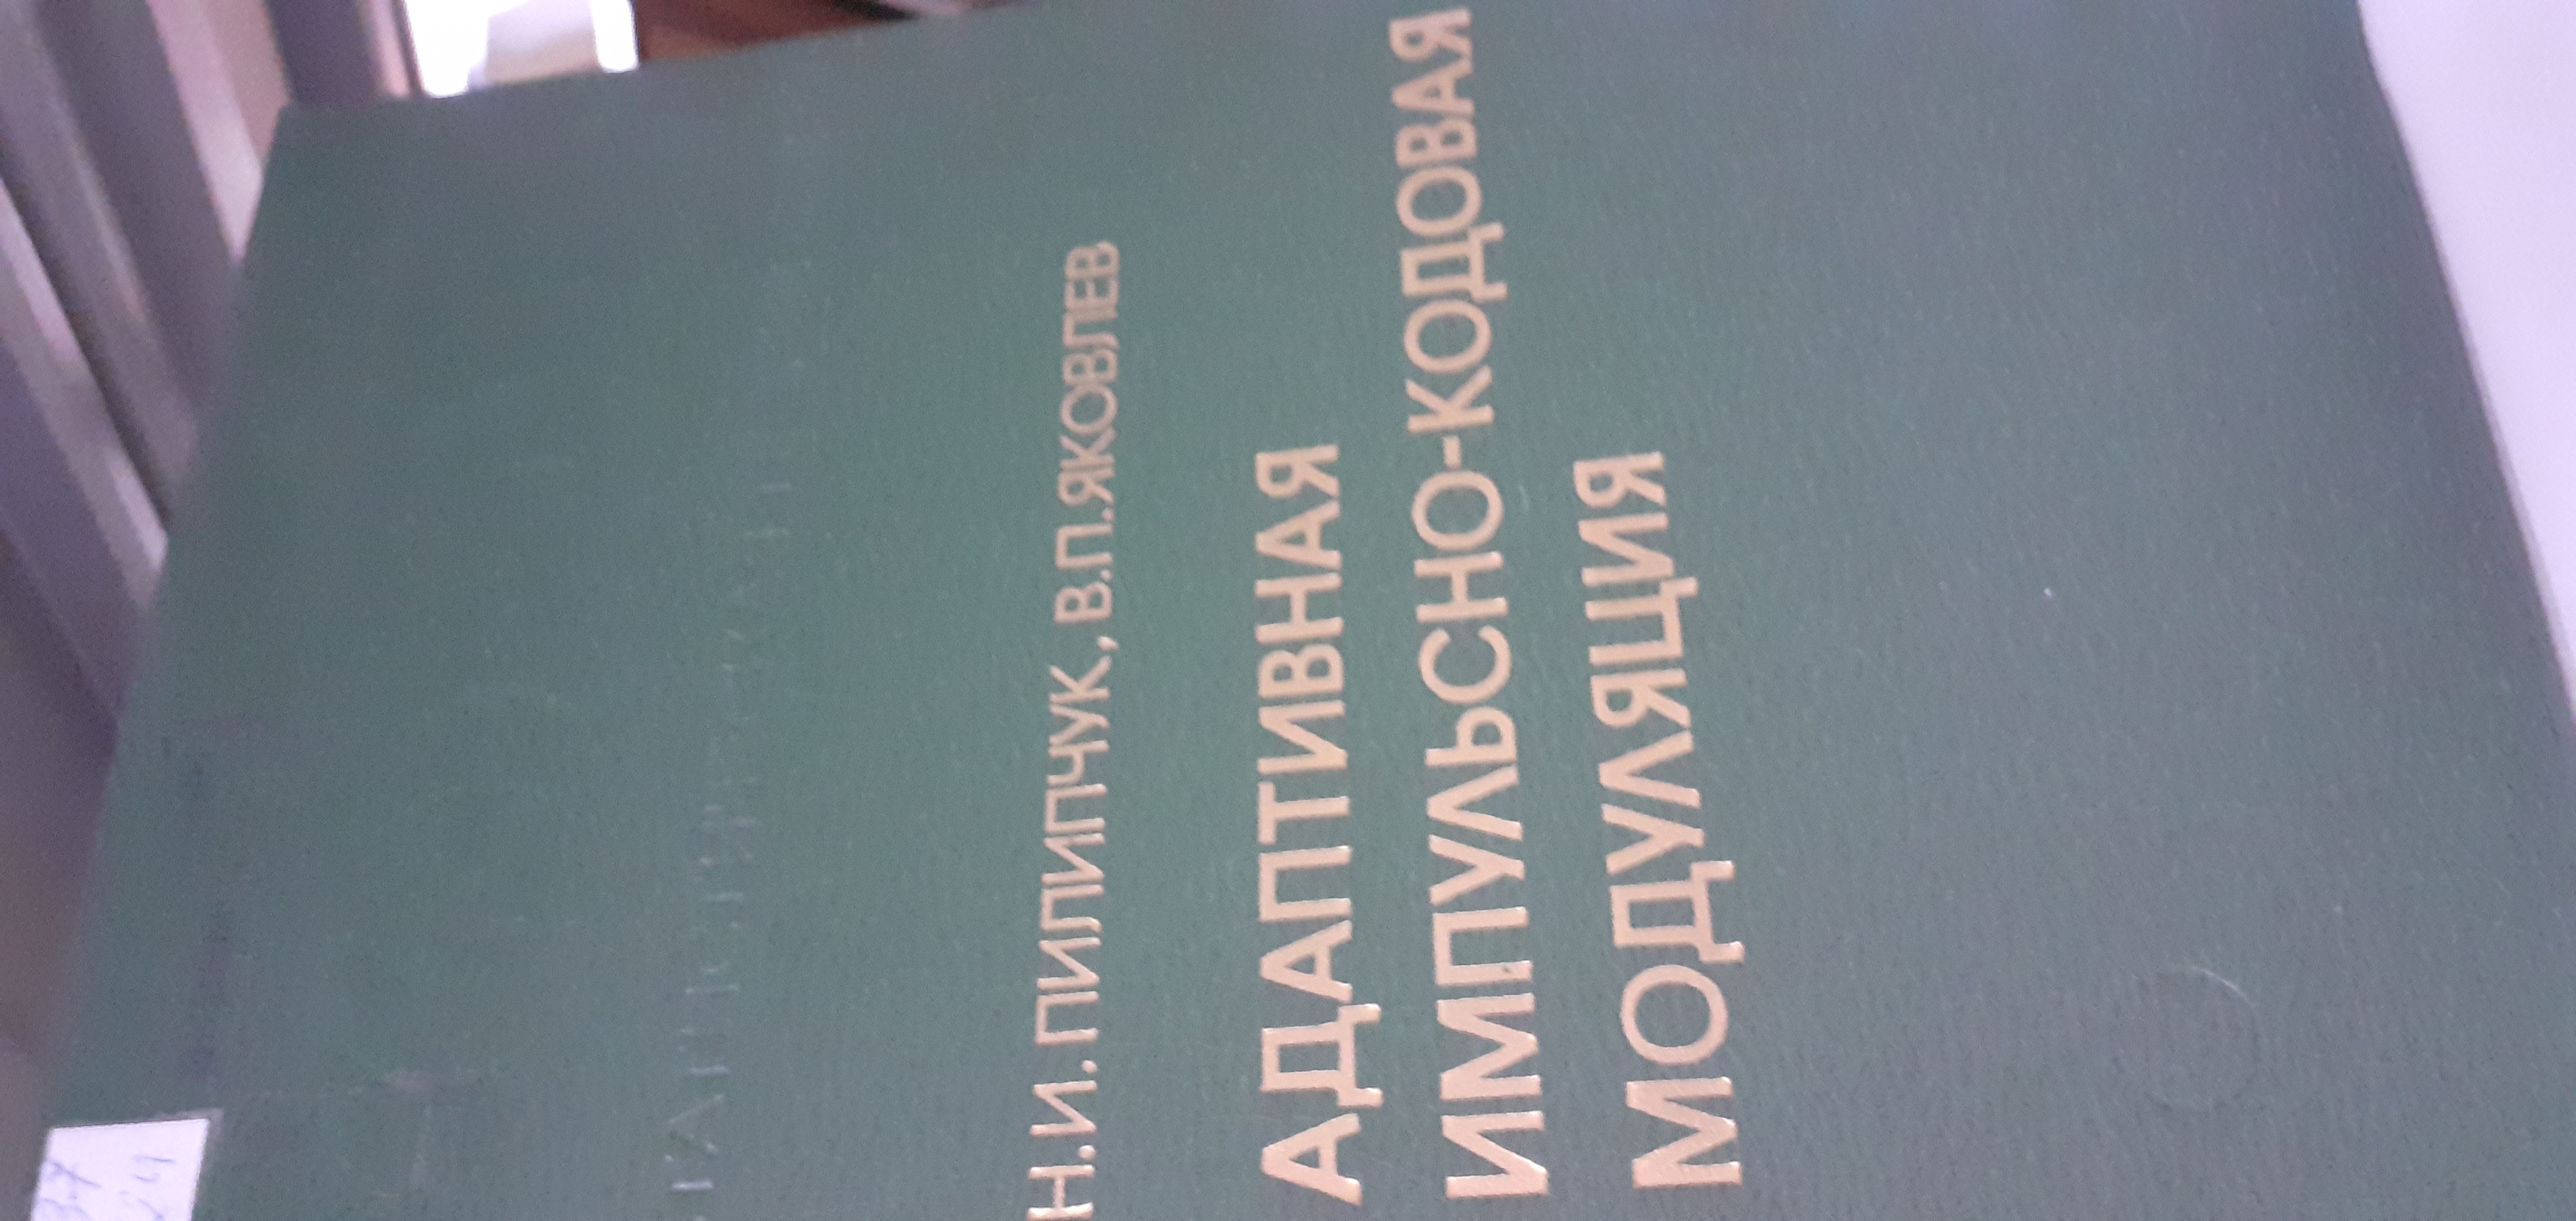 Н.И.ПИЛИПЧУК, В.П.ЯКОВЛЕВ
АДАПТИВНАЯ
ИМПУЛЬСНО-КОДОВАЯ
МОДУЛЯЦИЯ